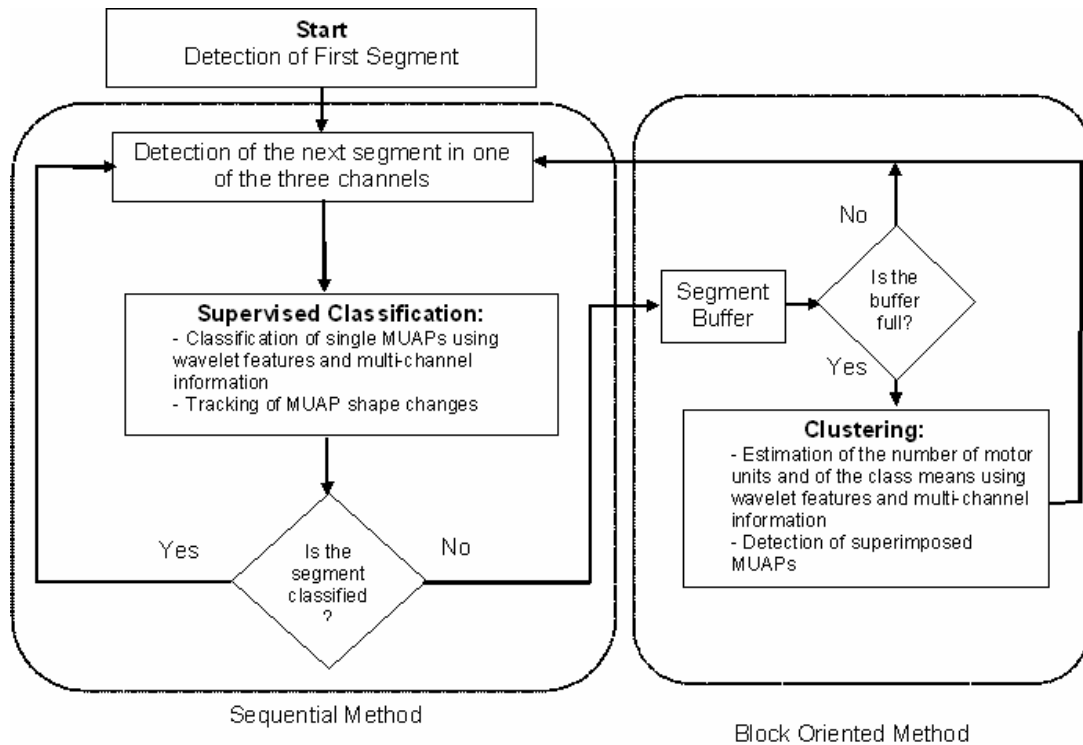 Start
Detection of First Segment
Detection of the next segment in one
of the three channels
Supervised Classification:
- Classification of single MUAPs using
wavelet features and multi-channel
information
- Tracking of MUAP shape changes
Yes
No
Is the
segment
classified
?
Sequential Method
Segment
Buffer
No
Is the
buffer
full?
Yes
Clustering:
- Estimation of the number of motor
units and of the class means using
wavelet features and multi-channel
information
- Detection of superimposed
MUAPs
Block Oriented Method